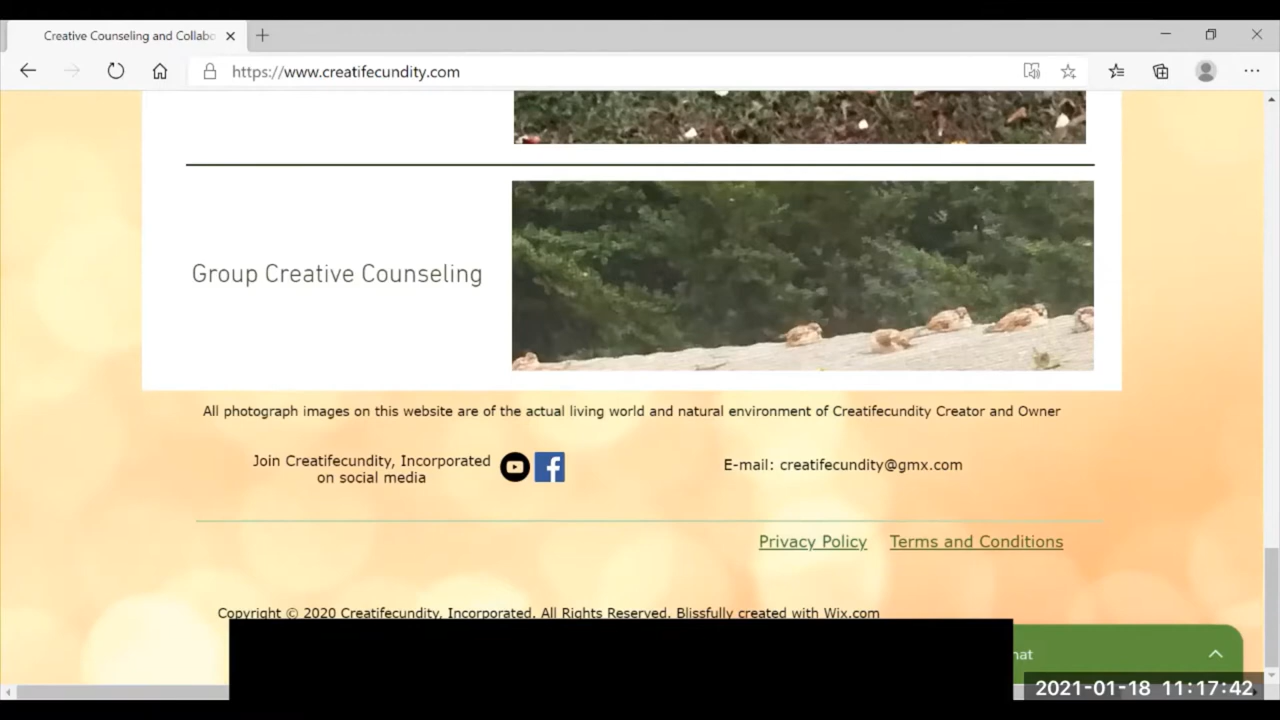 Creative Counseling and Collabo
https://www.creatifecundity.com
Group Creative Counseling
All photograph images on this website are of the actual living world and natural environment of Creatifecundity Creator and Owner
Join Creatifecundity, Incorporated
on social media
E-mail: creatifecundity@gmx.com
Privacy Policy Terms and Conditions
Copyright © 2020 Creatifecundity, Incorporated. All Rights Reserved. Blissfully created with Wix.com
hat
2021-01-18 11:17:42